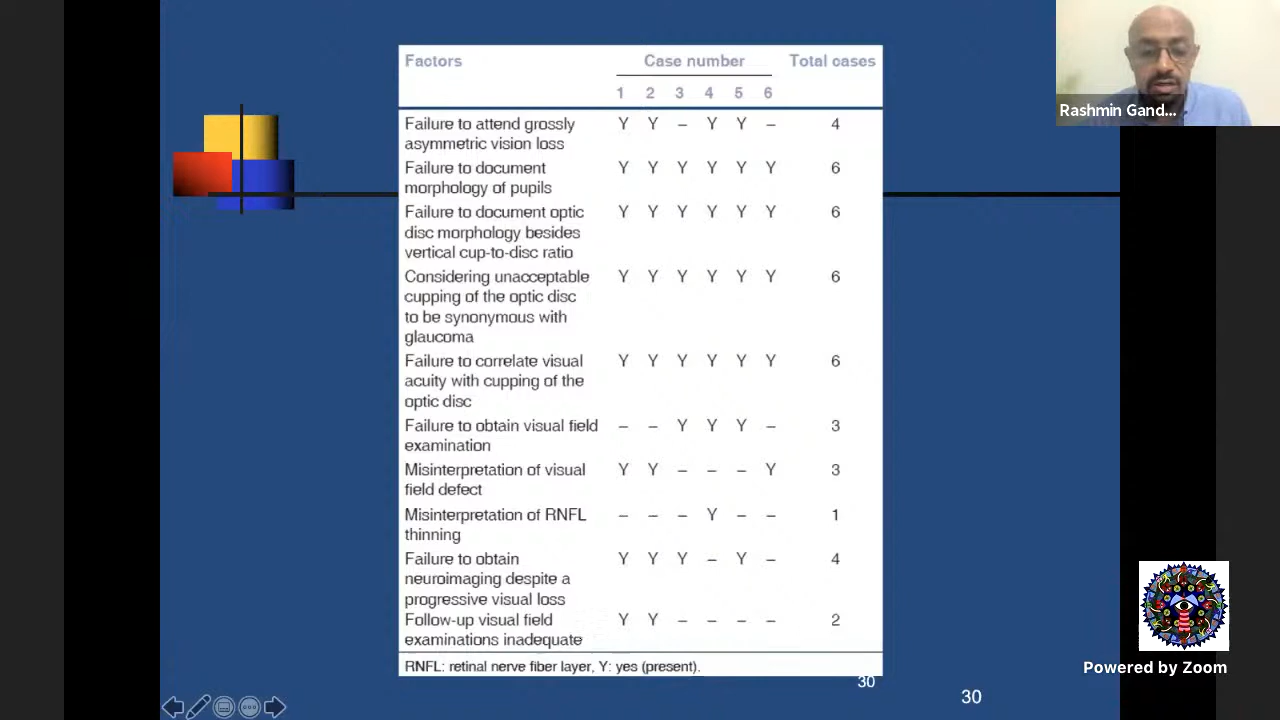 Factors Case number Total cases
1 2 3 4 5 6
Failure to attend grossly Y Y – Y Y – 4
asymmetric vision loss
Failure to document Y Y Y Y Y Y 6
morphology of pupils
Failure to document optic Y Y Y Y Y Y 6
disc morphology besides
vertical cup-to-disc ratio
Considering unacceptable Y Y Y Y Y Y 6
cupping of the optic disc
to be synonymous with
glaucoma
Failure to correlate visual Y Y Y Y Y Y 6
acuity with cupping of the
optic disc
Failure to obtain visual field – – Y Y Y – 3
examination
Misinterpretation of visual Y Y – – – Y 3
field defect
Misinterpretation of RNFL – – – Y – – 1
thinning
Failure to obtain Y Y Y – Y – 4
neuroimaging despite a
progressive visual loss
Follow-up visual field Y Y – – – – 2
examinations inadequate
RNFL: retinal nerve fiber layer, Y: yes (present).
30
30
Rashmin Gand...
Powered by Zoom